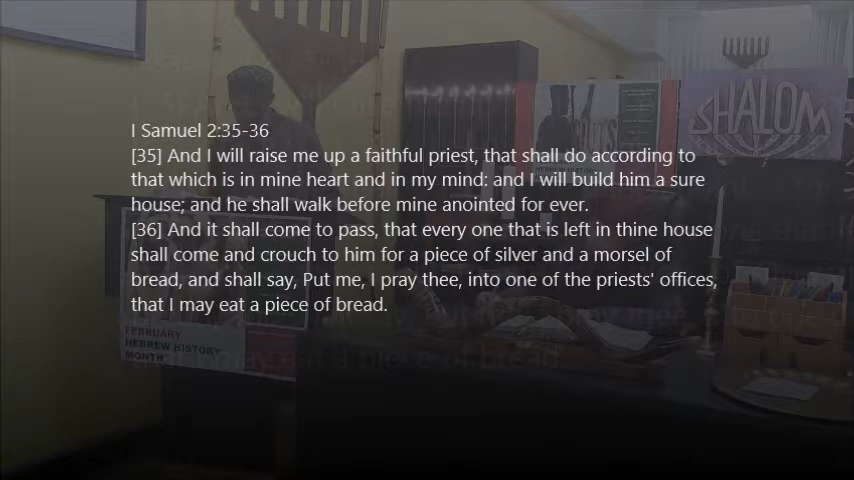 I Samuel 2:35-36
[35] And I will raise me up a faithful priest, that shall do according to
that which is in mine heart and in my mind: and I will build him a sure
house; and he shall walk before mine anointed for ever.
[36] And it shall come to pass, that every one that is left in thine house
shall come and crouch to him for a piece of silver and a morsel of
bread, and shall say, Put me, I pray thee, into one of the priests' offices,
that I may eat a piece of bread.
SHALOM
FEBRUARY
HEBREW HISTORY
MONTH